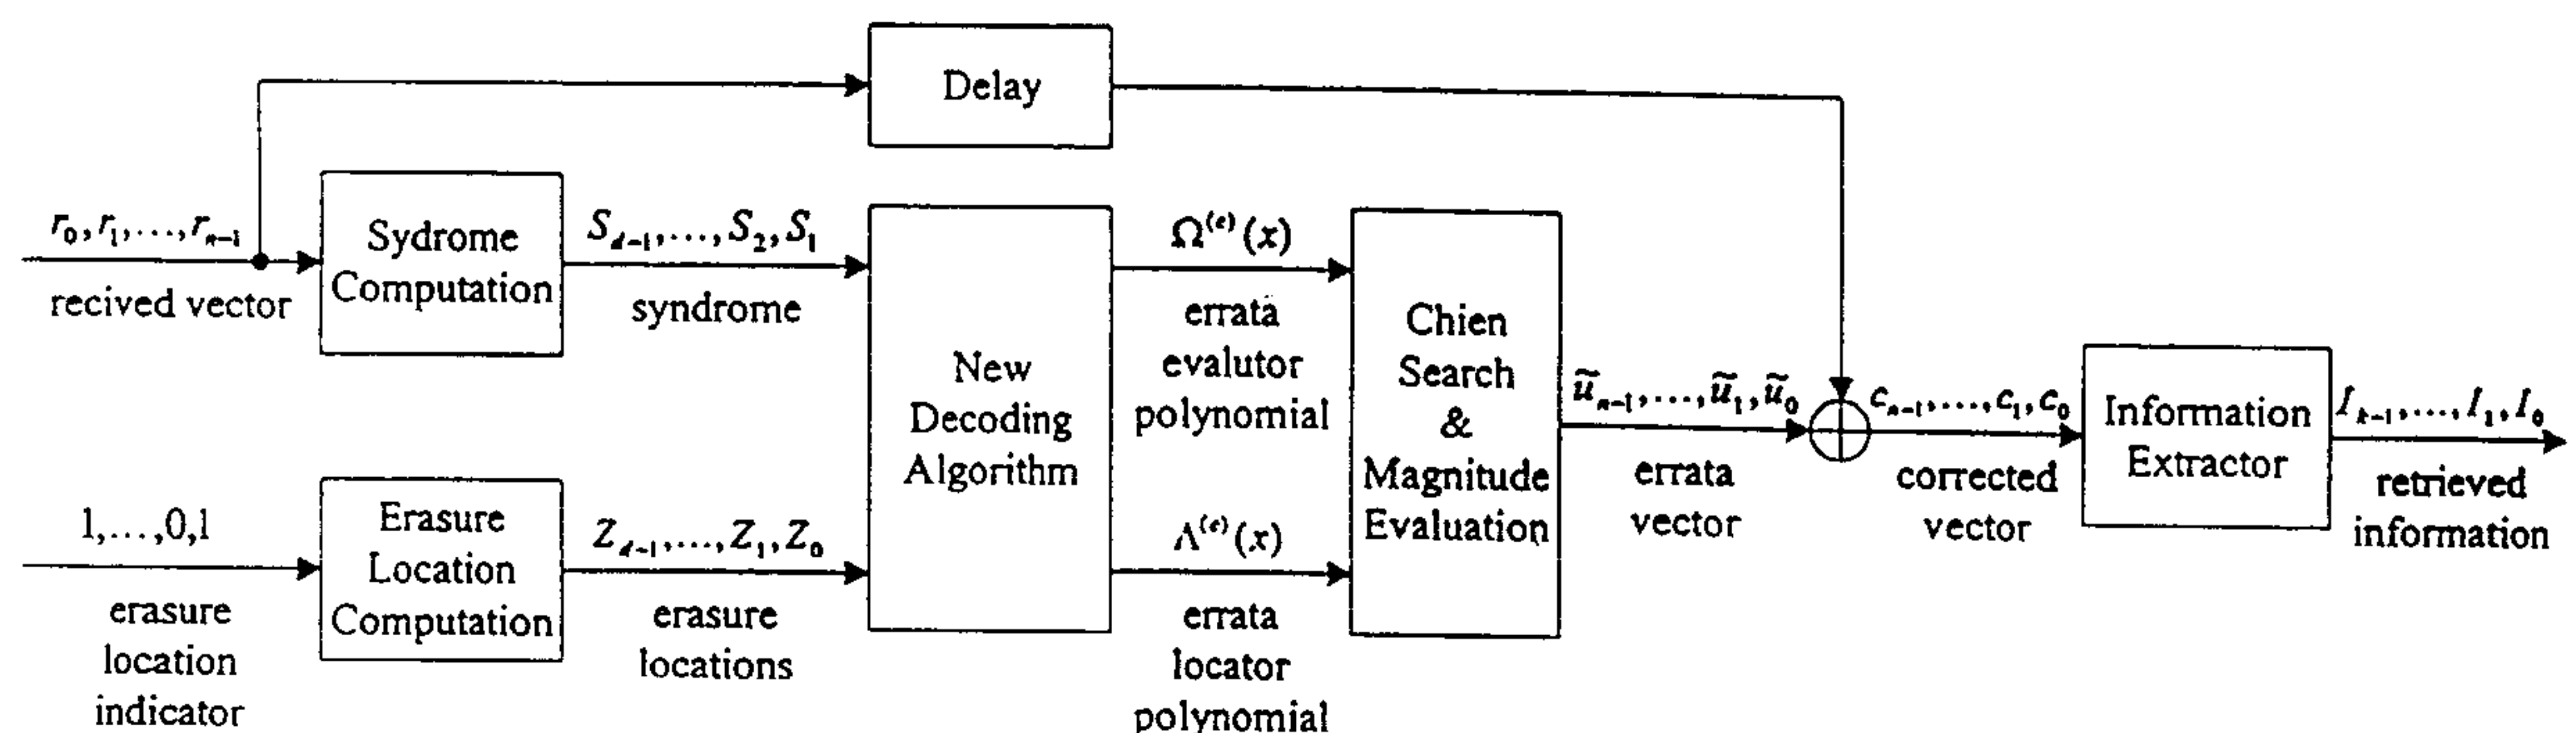 Delay
r₀,r₁,...,rₙ₋₁
recived vector
Sydrome
Computation
S_{d-1},...,S₂,S₁
syndrome
1,...,0,1
erasure
location
indicator
Erasure
Location
Computation
Z_{d-1},...,Z₁,Z₀
erasure
locations
New
Decoding
Algorithm
Ω⁽ᵉ⁾(x)
errata
evalutor
polynomial
Λ⁽ᵉ⁾(x)
errata
locator
polynomial
Chien
Search
&
Magnitude
Evaluation
ũₙ₋₁,...,ũ₁,ũ₀
errata
vector
cₙ₋₁,...,c₁,c₀
corrected
vector
Information
Extractor
I_{k-1},...,I₁,I₀
retrieved
information